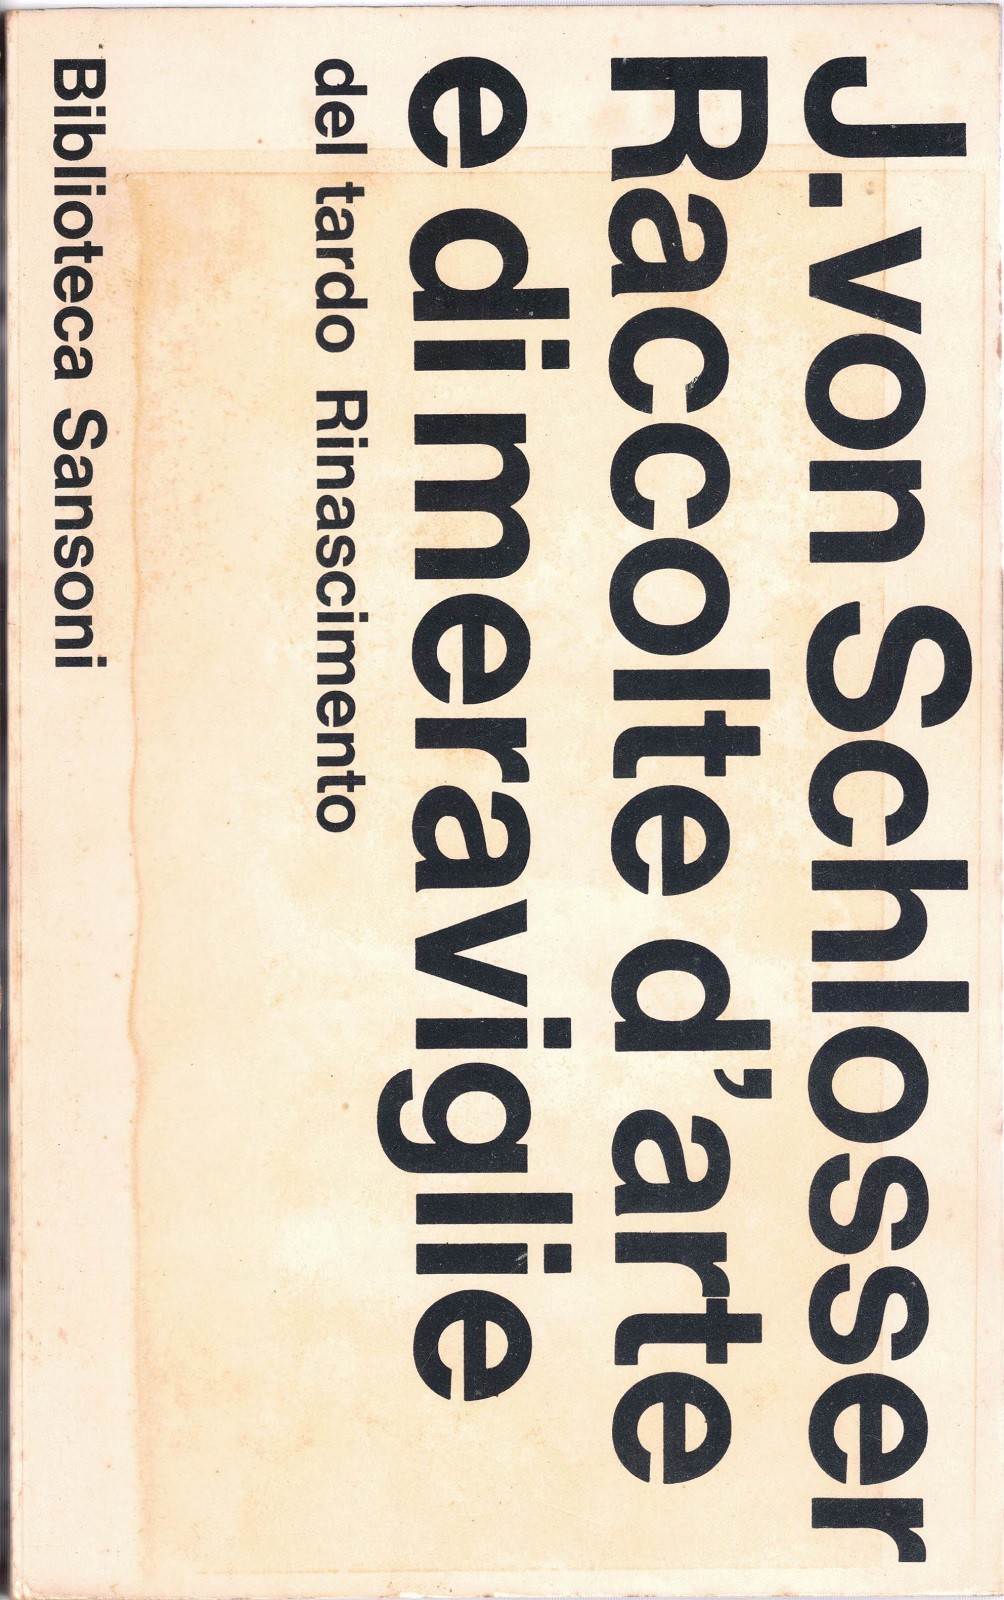 J. von Schlosser
Raccolte d'arte
e di meraviglie
del tardo Rinascimento
Biblioteca Sansoni